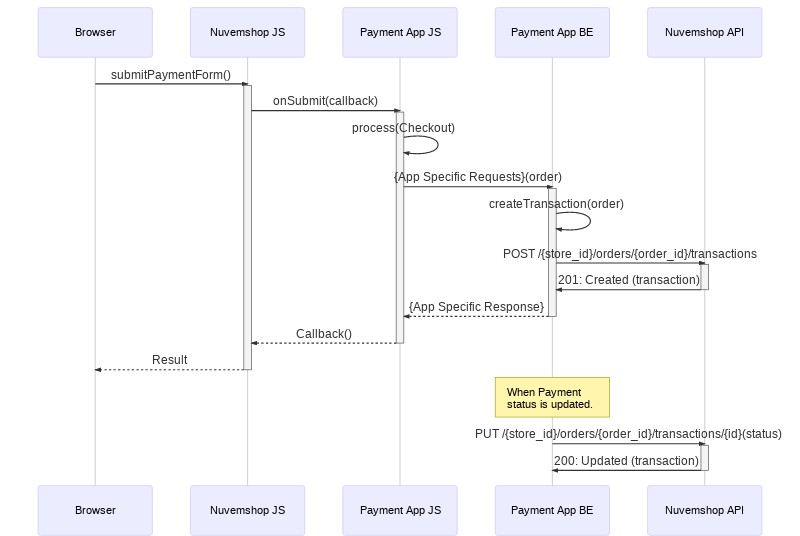 Browser
Nuvemshop JS
Payment App JS
Payment App BE
Nuvemshop API
submitPaymentForm()
onSubmit(callback)
process(Checkout)
{App Specific Requests}(order)
createTransaction(order)
POST /{store_id}/orders/{order_id}/transactions
201: Created (transaction)
{App Specific Response}
Callback()
Result
When Payment
status is updated.
PUT /{store_id}/orders/{order_id}/transactions/{id}(status)
200: Updated (transaction)
Browser
Nuvemshop JS
Payment App JS
Payment App BE
Nuvemshop API